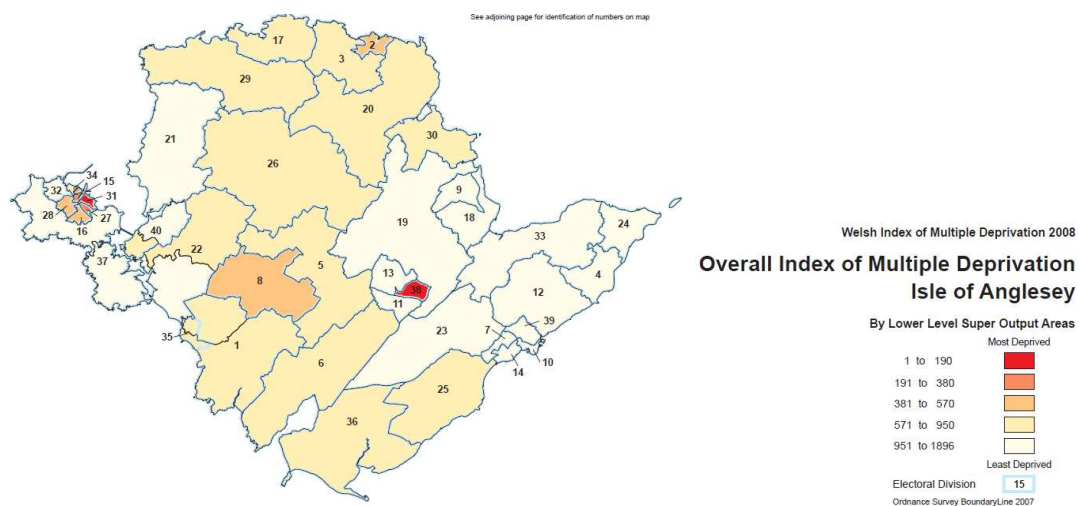 See adjoining page for identification of numbers on map
17
2
3
29
20
30
21
26
34
15
32
31
28
27
16
9
18
19
24
33
40
22
37
5
13
4
8
38
12
11
39
23
7
35
1
10
14
6
25
36
Welsh Index of Multiple Deprivation 2008
Overall Index of Multiple Deprivation
Isle of Anglesey
By Lower Level Super Output Areas
Most Deprived
1 to 190
191 to 380
381 to 570
571 to 950
951 to 1896
Least Deprived
Electoral Division 15
Ordnance Survey BoundaryLine 2007